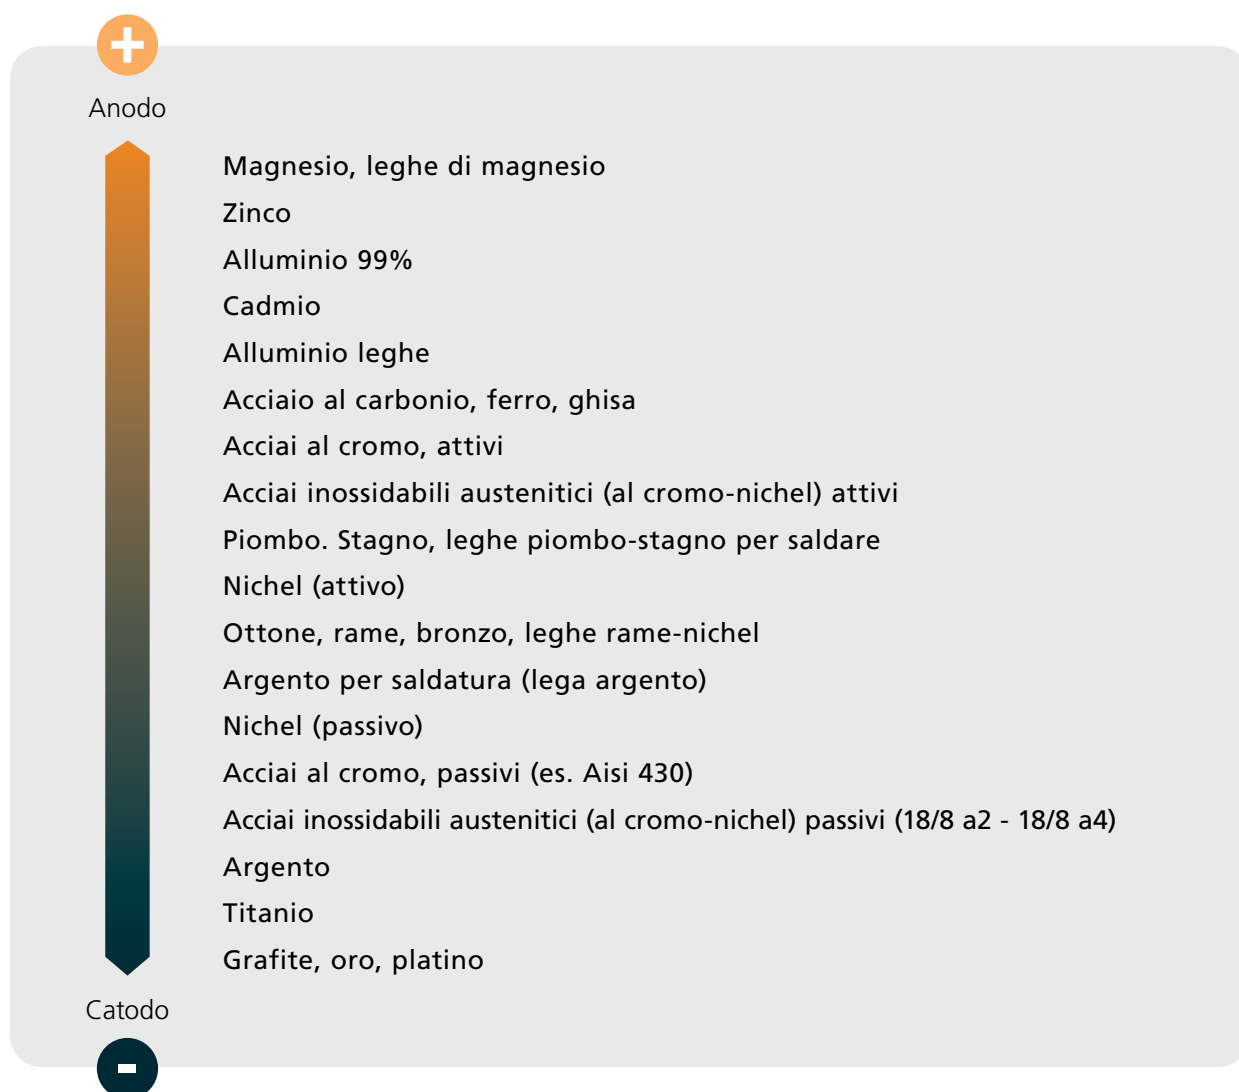 +
Anodo
Magnesio, leghe di magnesio
Zinco
Alluminio 99%
Cadmio
Alluminio leghe
Acciaio al carbonio, ferro, ghisa
Acciai al cromo, attivi
Acciai inossidabili austenitici (al cromo-nichel) attivi
Piombo. Stagno, leghe piombo-stagno per saldare
Nichel (attivo)
Ottone, rame, bronzo, leghe rame-nichel
Argento per saldatura (lega argento)
Nichel (passivo)
Acciai al cromo, passivi (es. Aisi 430)
Acciai inossidabili austenitici (al cromo-nichel) passivi (18/8 a2 - 18/8 a4)
Argento
Titanio
Grafite, oro, platino
Catodo
-